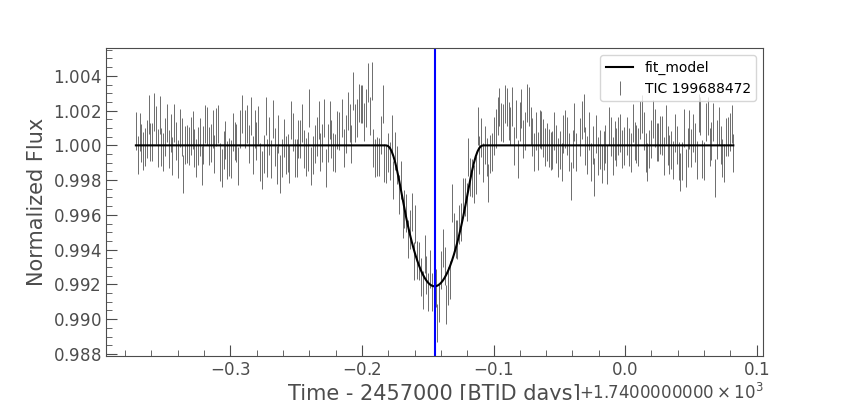 fit_model
TIC 199688472
1.004
1.002
1.000
0.998
0.996
0.994
0.992
0.990
0.988
Normalized Flux
−0.3 −0.2 −0.1 0.0 0.1
Time - 2457000 [BTJD days]
+1.7400000000 × 10³